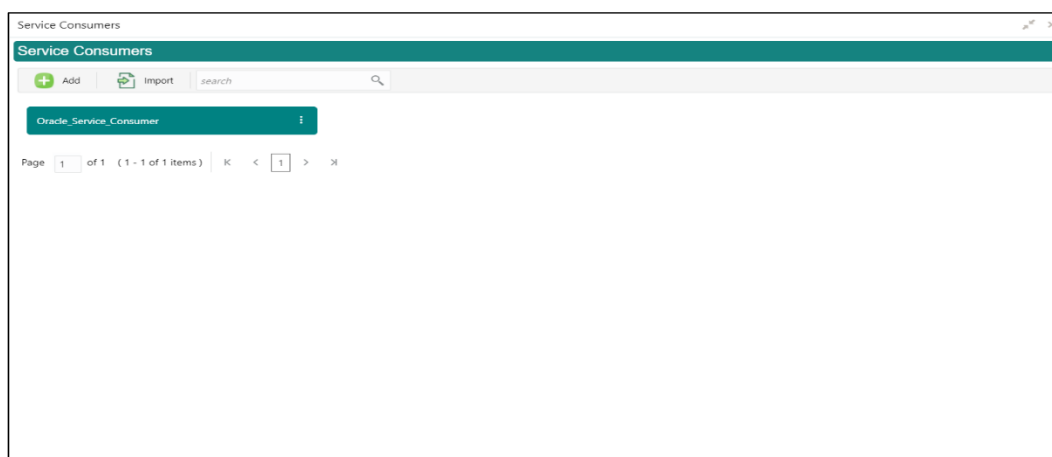 Service Consumers
Service Consumers
Add Import search
Oracle_Service_Consumer
Page 1 of 1 (1 - 1 of 1 items) K < 1 > >|